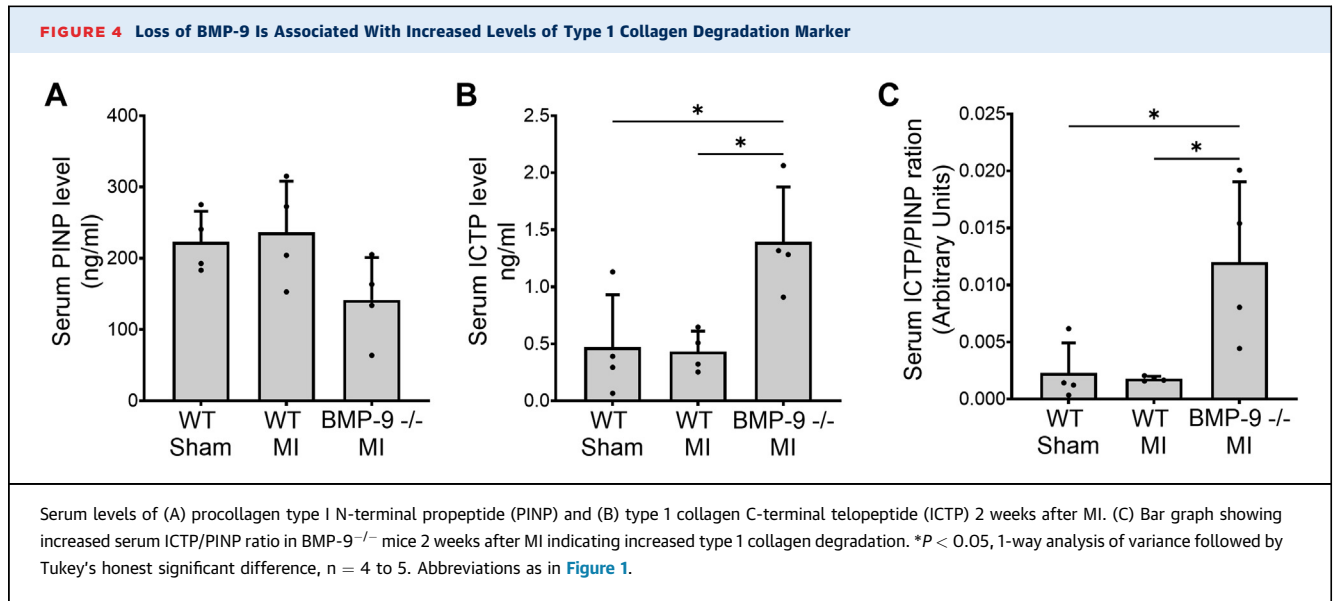 FIGURE 4 Loss of BMP-9 Is Associated With Increased Levels of Type 1 Collagen Degradation Marker
A
Serum PINP level
(ng/ml)
400
300
200
100
0
WT
Sham
WT
MI
BMP-9 -/-
MI
B
Serum ICTP level
ng/ml
2.5
2.0
1.5
1.0
0.5
0.0
*
*
WT
Sham
WT
MI
BMP-9 -/-
MI
C
Serum ICTP/PINP ration
(Arbitrary Units)
0.025
0.020
0.015
0.010
0.005
0.000
*
*
WT
Sham
WT
MI
BMP-9 -/-
MI
Serum levels of (A) procollagen type I N-terminal propeptide (PINP) and (B) type 1 collagen C-terminal telopeptide (ICTP) 2 weeks after MI. (C) Bar graph showing
increased serum ICTP/PINP ratio in BMP-9−/− mice 2 weeks after MI indicating increased type 1 collagen degradation. *P < 0.05, 1-way analysis of variance followed by
Tukey's honest significant difference, n = 4 to 5. Abbreviations as in Figure 1.